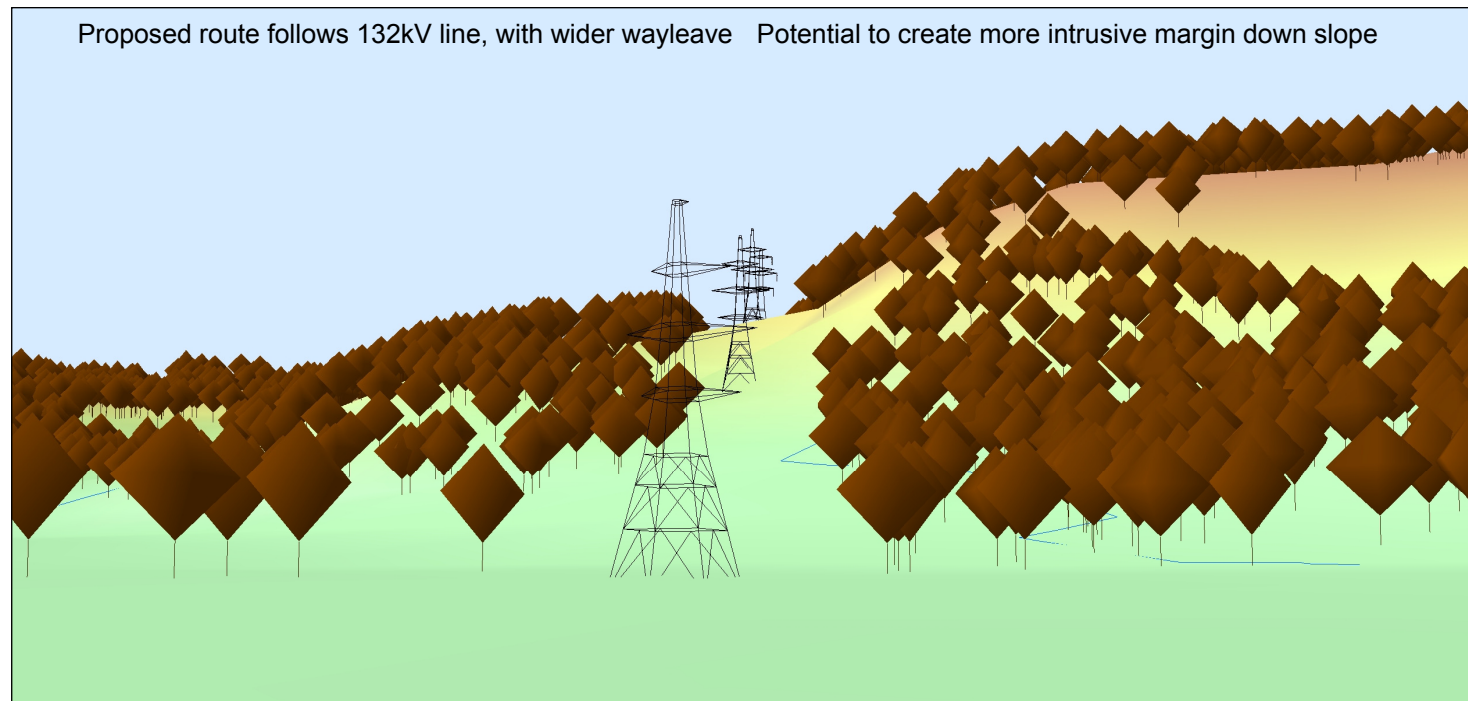 Proposed route follows 132kV line, with wider wayleave Potential to create more intrusive margin down slope